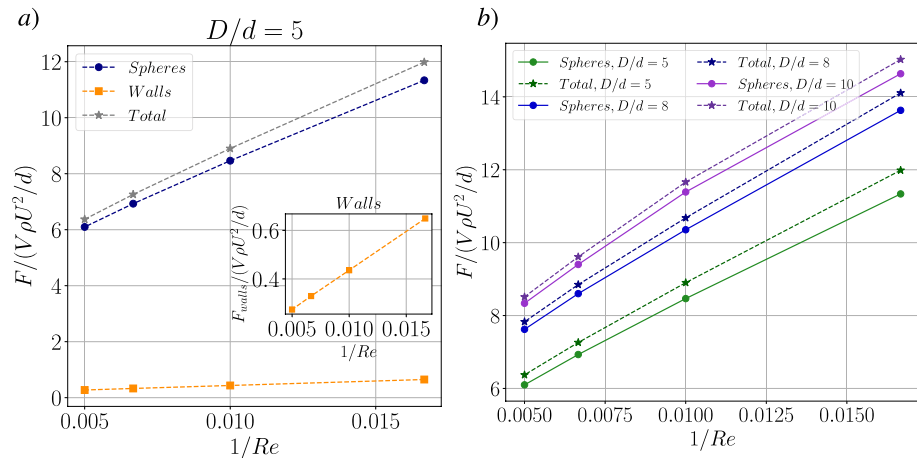 a)
D/d = 5
Spheres
Walls
Total
12
10
8
6
4
2
0
F/(VρU²/d)
0.005
0.010
0.015
1/Re
Walls
0.6
0.4
F_walls/(VρU²/d)
0.005
0.010
0.015
1/Re
b)
Spheres, D/d = 5
Total, D/d = 5
Spheres, D/d = 8
Total, D/d = 8
Spheres, D/d = 10
Total, D/d = 10
14
12
10
8
6
F/(VρU²/d)
0.0050
0.0075
0.0100
0.0125
0.0150
1/Re